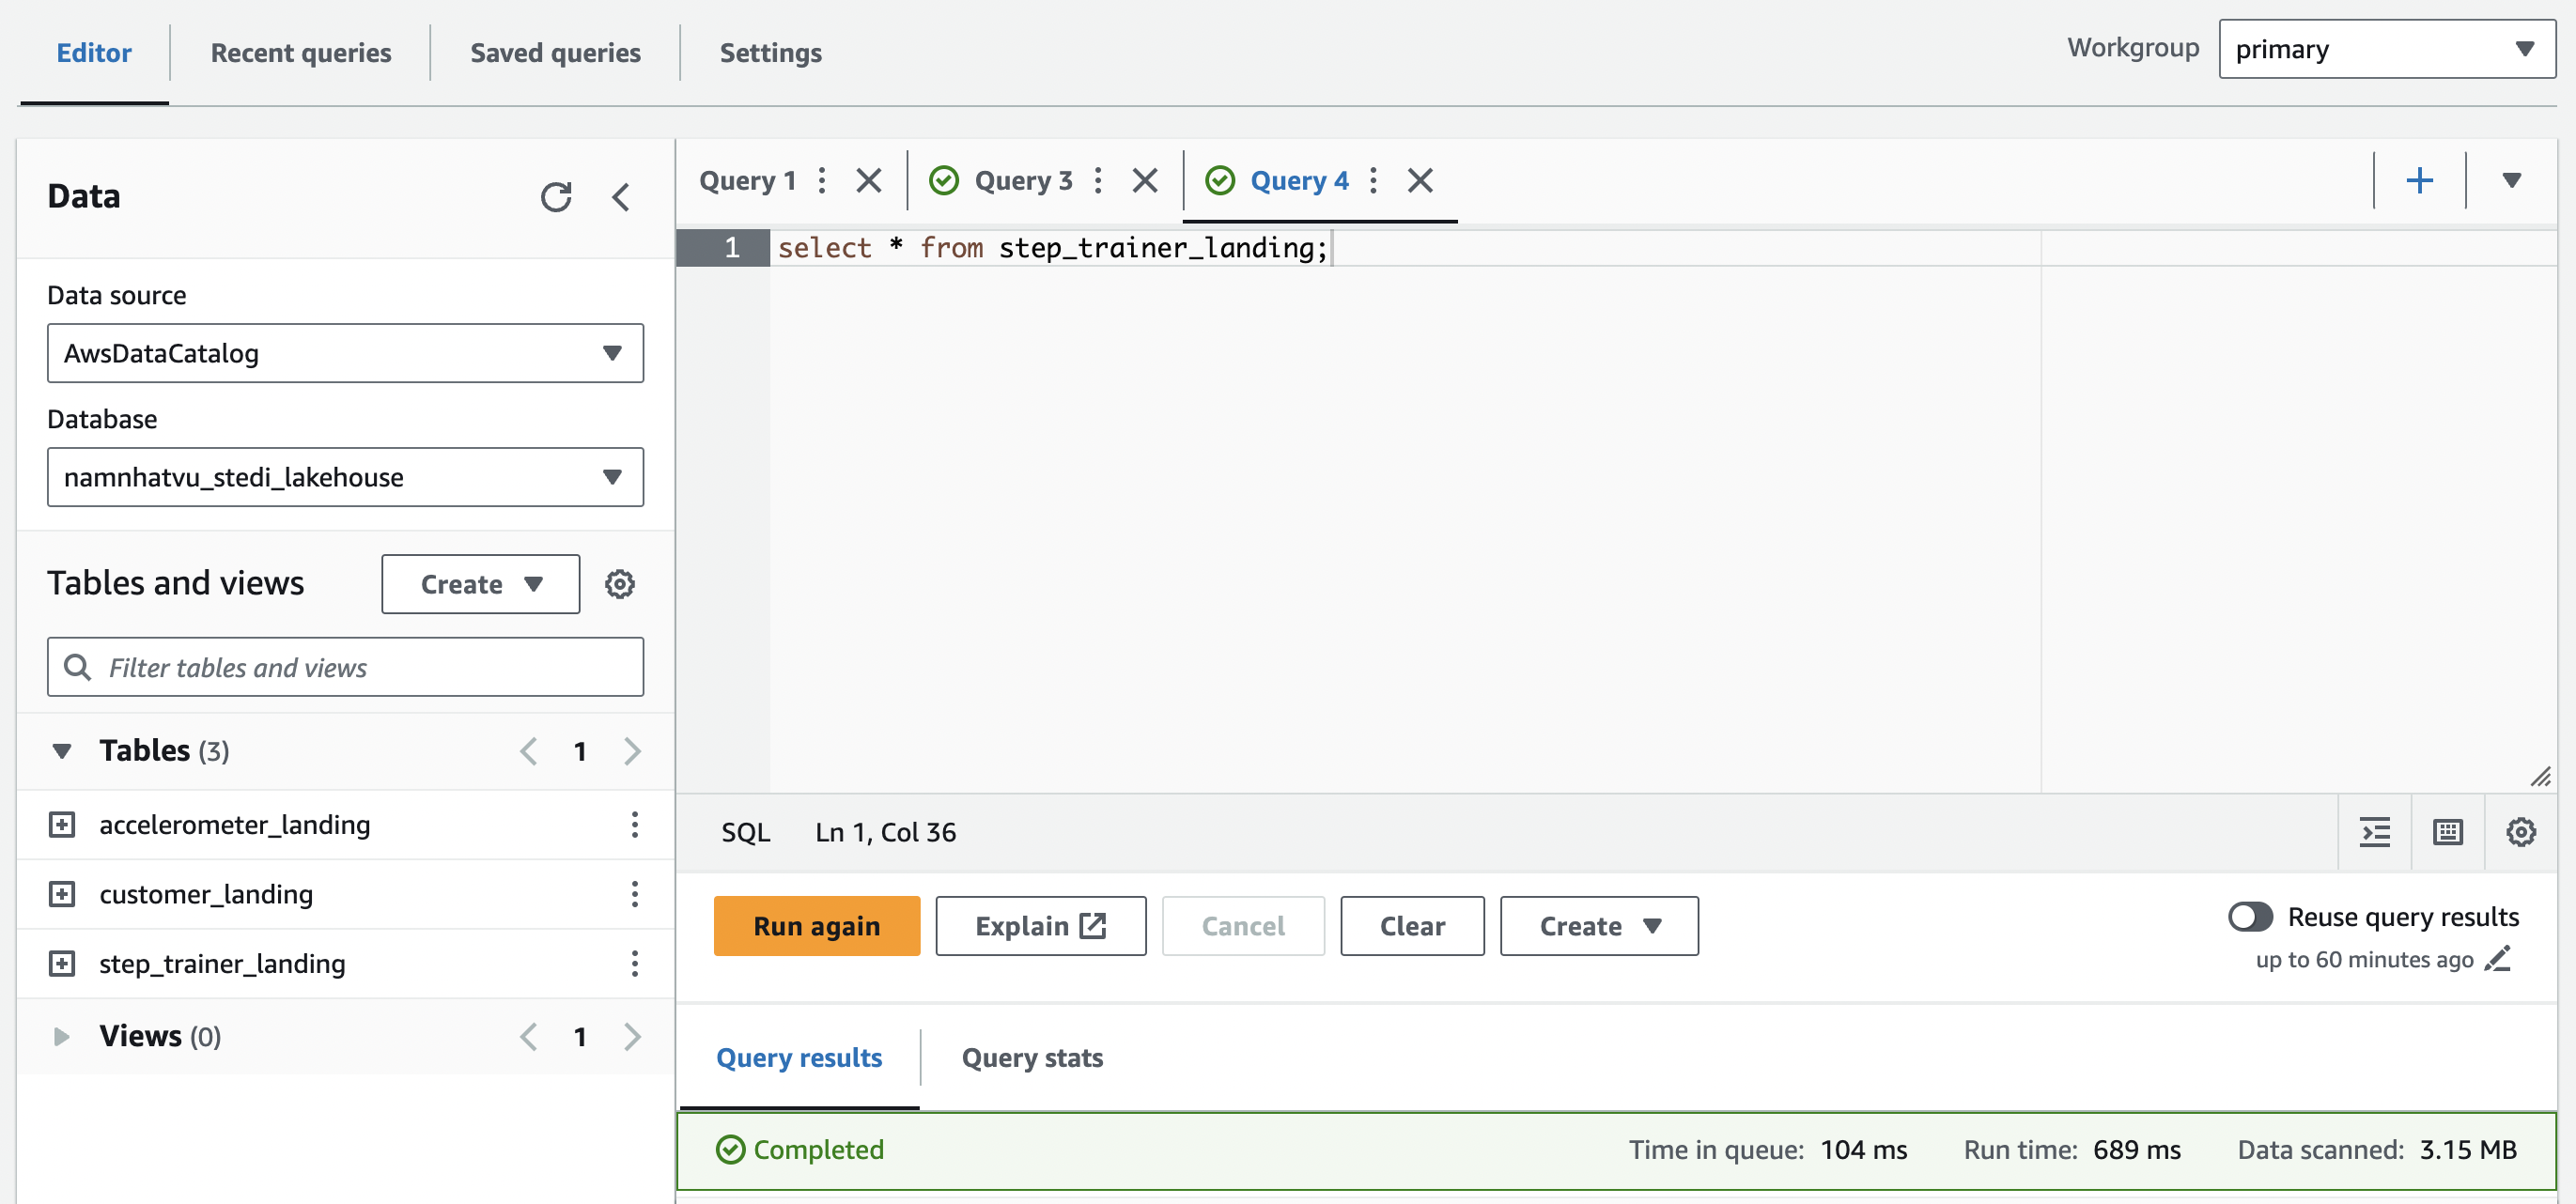 Editor Recent queries Saved queries Settings Workgroup primary
Data
Data source
AwsDataCatalog
Database
namnhatvu_stedi_lakehouse
Tables and views Create
Filter tables and views
Tables (3) 1
accelerometer_landing
customer_landing
step_trainer_landing
Views (0) 1
Query 1 Query 3 Query 4
1 select * from step_trainer_landing;
SQL Ln 1, Col 36
Run again Explain Cancel Clear Create Reuse query results
up to 60 minutes ago
Query results Query stats
Completed Time in queue: 104 ms Run time: 689 ms Data scanned: 3.15 MB